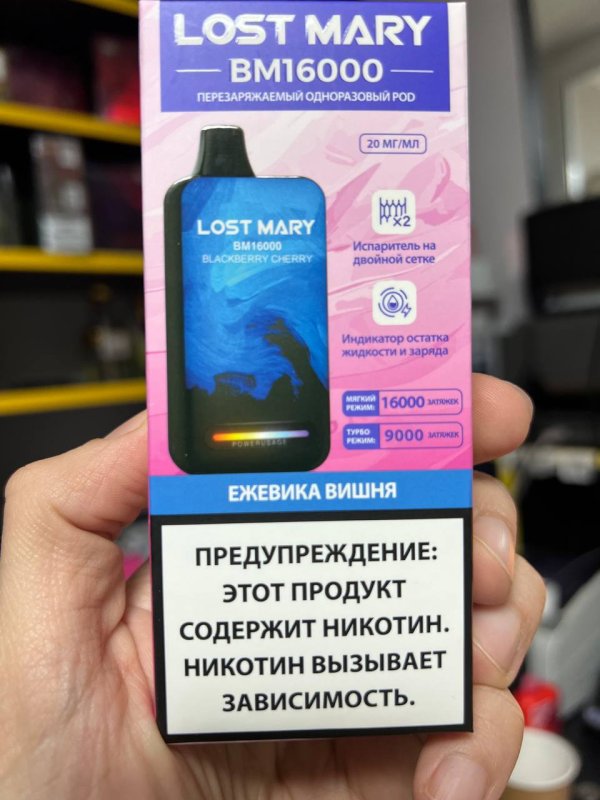 LOST MARY
BM16000
ПЕРЕЗАРЯЖАЕМЫЙ ОДНОРАЗОВЫЙ POD
20 МГ/МЛ
LOST MARY
BM16000
BLACKBERRY CHERRY
x2
Испаритель на
двойной сетке
Индикатор остатка
жидкости и заряда
МЯГКИЙ
РЕЖИМ:
16000 ЗАТЯЖЕК
ТУРБО
РЕЖИМ:
9000 ЗАТЯЖЕК
POWERUSAGE
ЕЖЕВИКА ВИШНЯ
ПРЕДУПРЕЖДЕНИЕ:
ЭТОТ ПРОДУКТ
СОДЕРЖИТ НИКОТИН.
НИКОТИН ВЫЗЫВАЕТ
ЗАВИСИМОСТЬ.